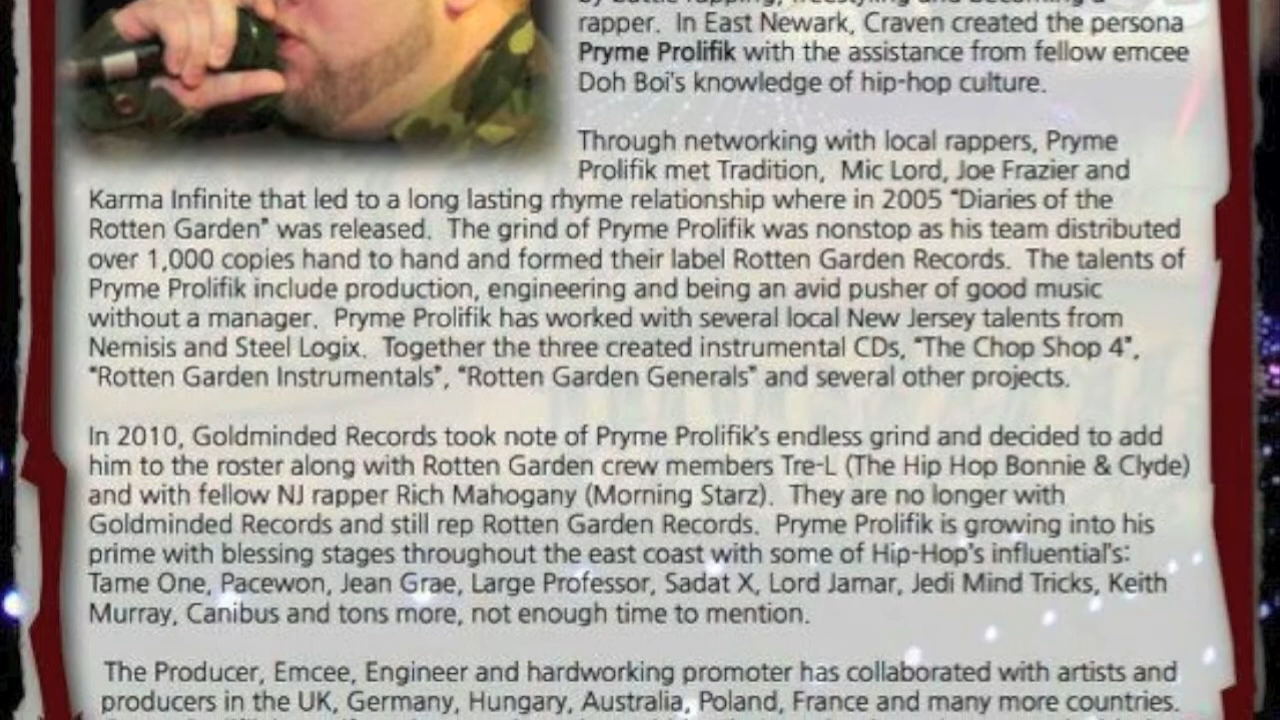 rapper. In East Newark, Craven created the persona
Pryme Prolifik with the assistance from fellow emcee
Doh Boi's knowledge of hip-hop culture.
Through networking with local rappers, Pryme
Prolifik met Tradition, Mic Lord, Joe Frazier and
Karma Infinite that led to a long lasting rhyme relationship where in 2005 "Diaries of the
Rotten Garden" was released. The grind of Pryme Prolifik was nonstop as his team distributed
over 1,000 copies hand to hand and formed their label Rotten Garden Records. The talents of
Pryme Prolifik include production, engineering and being an avid pusher of good music
without a manager. Pryme Prolifik has worked with several local New Jersey talents from
Nemisis and Steel Logix. Together the three created instrumental CDs, "The Chop Shop 4",
"Rotten Garden Instrumentals", "Rotten Garden Generals" and several other projects.
In 2010, Goldminded Records took note of Pryme Prolifik's endless grind and decided to add
him to the roster along with Rotten Garden crew members Tre-L (The Hip Hop Bonnie & Clyde)
and with fellow NJ rapper Rich Mahogany (Morning Starz). They are no longer with
Goldminded Records and still rep Rotten Garden Records. Pryme Prolifik is growing into his
prime with blessing stages throughout the east coast with some of Hip-Hop's influential's:
Tame One, Pacewon, Jean Grae, Large Professor, Sadat X, Lord Jamar, Jedi Mind Tricks, Keith
Murray, Canibus and tons more, not enough time to mention.
The Producer, Emcee, Engineer and hardworking promoter has collaborated with artists and
producers in the UK, Germany, Hungary, Australia, Poland, France and many more countries.